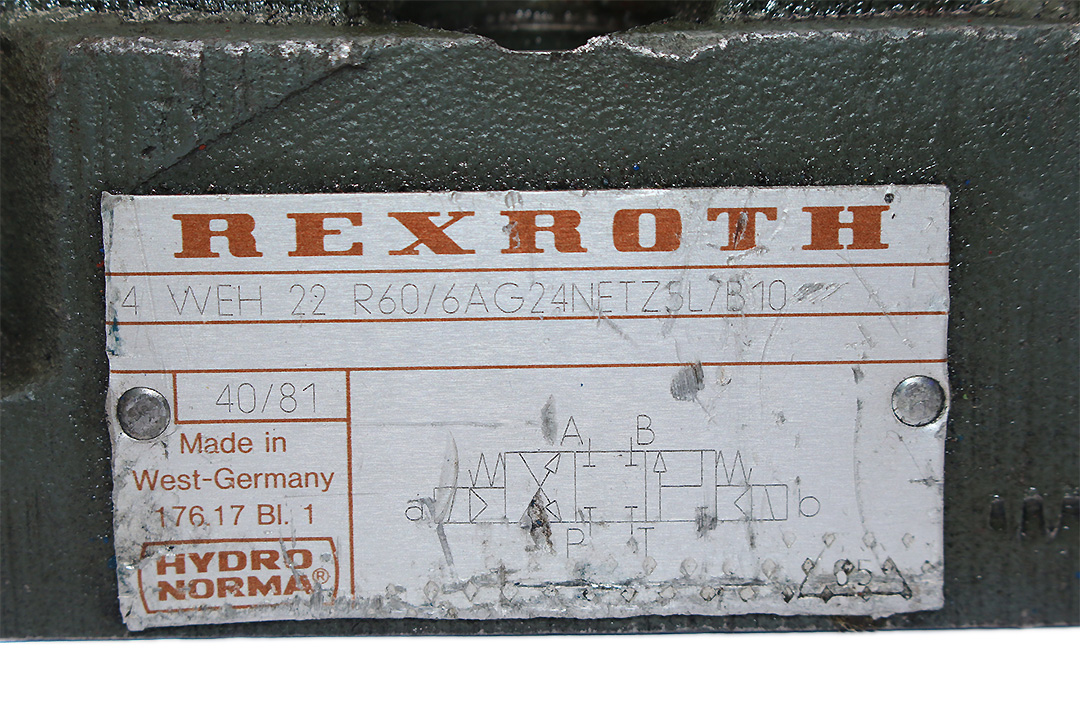 REXROTH
4 WEH 22 R60/6AG24NETZ5L/B10
40/81
Made in
West-Germany
176.17 Bl. 1
HYDRO
NORMA®
A B
a b
P T
05